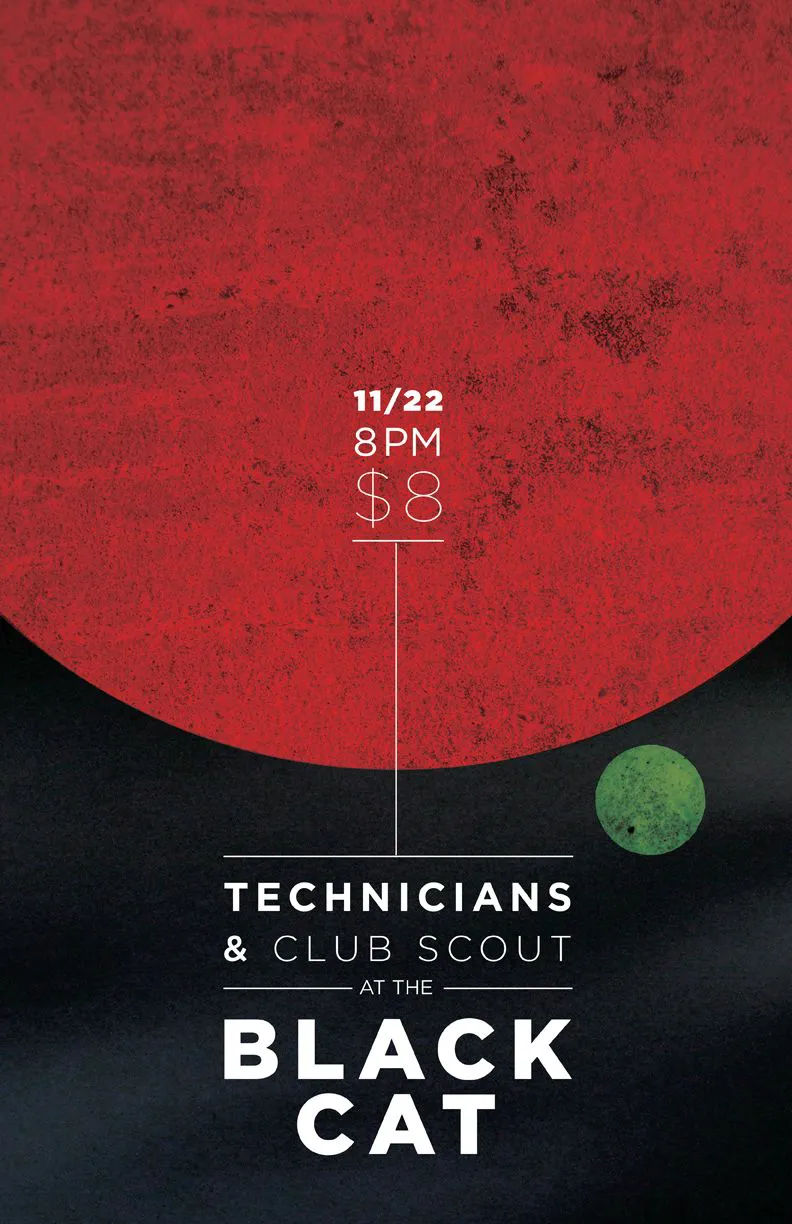 11/22
8PM
$8
TECHNICIANS
& CLUB SCOUT
AT THE
BLACK
CAT